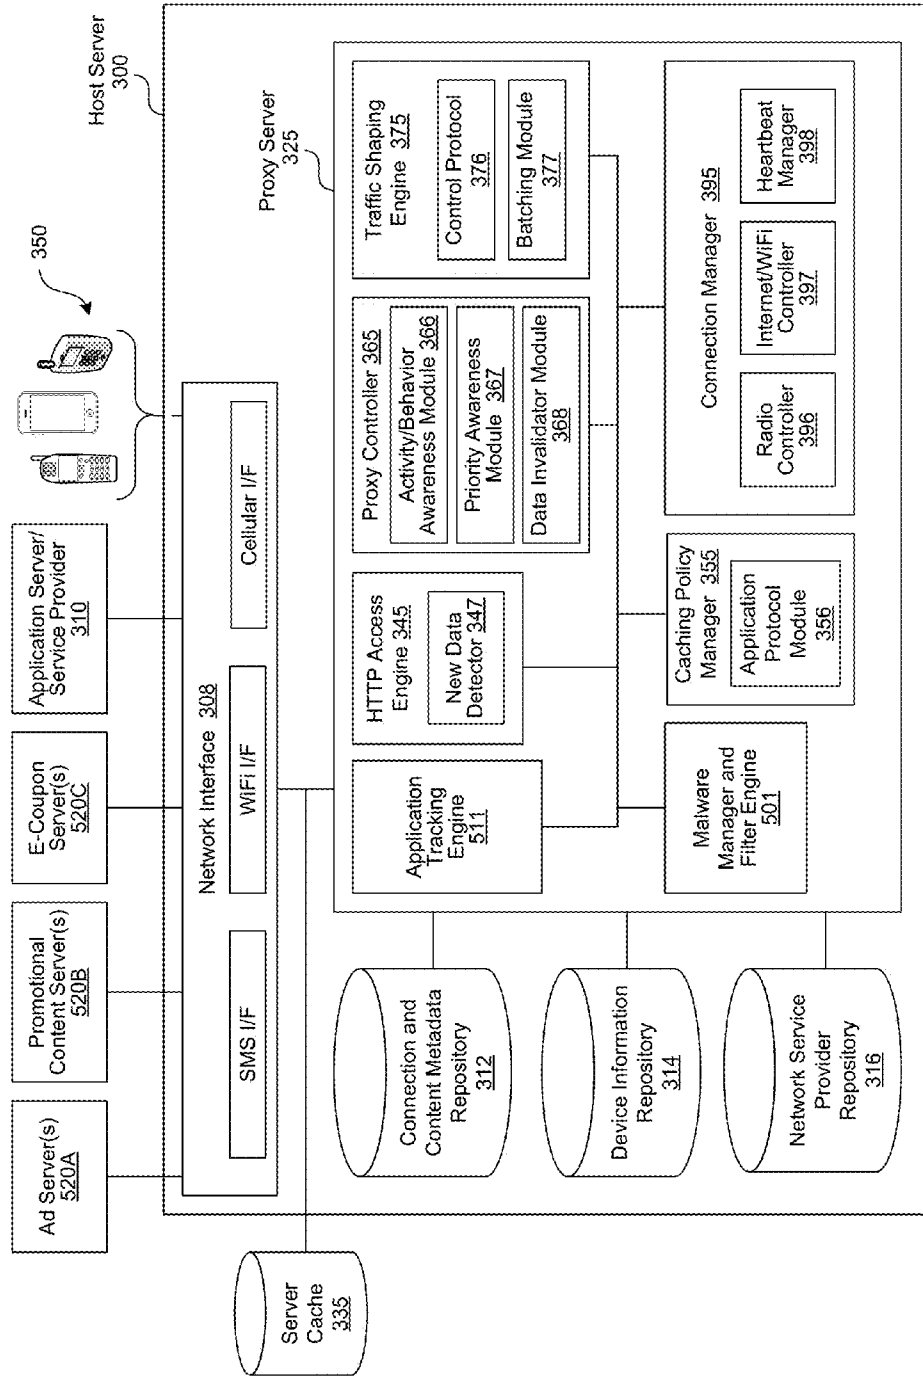 Ad Server(s)
520A
Promotional
Content Server(s)
520B
E-Coupon
Server(s)
520C
Application Server/
Service Provider
310
350
Host Server
300
Network Interface 308
SMS I/F
WiFi I/F
Cellular I/F
Server
Cache
335
Proxy Server
325
Connection and
Content Metadada
Repository
312
Device Information
Repository
314
Network Service
Provider
Repository
316
Application
Tracking
Engine
511
HTTP Access
Engine 345
New Data
Detector 347
Proxy Controller 365
Activity/Behavior
Awareness Module 366
Priority Awareness
Module 367
Data Invalidator Module
368
Traffic Shaping
Engine 375
Control Protocol
376
Batching Module
377
Malware
Manager and
Filter Engine
501
Caching Policy
Manager 355
Application
Protocol
Module
356
Connection Manager 395
Radio
Controller
396
Internet/WiFi
Controller
397
Heartbeat
Manager
398